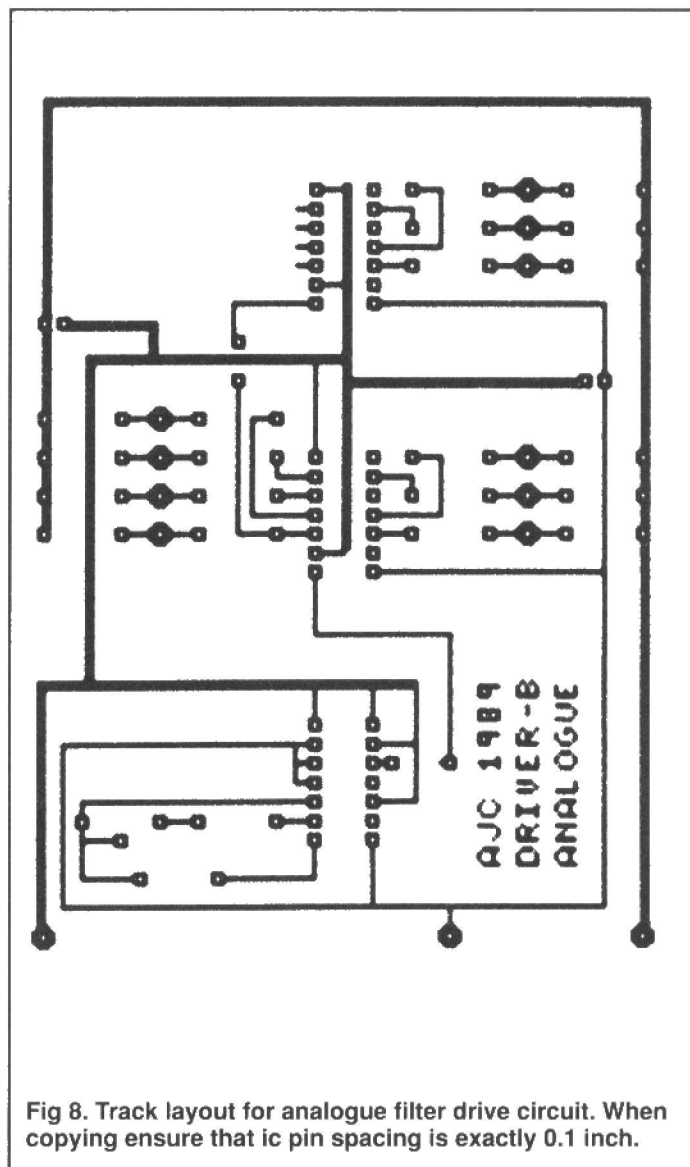 AJC 1989
DRIVER-B
ANALOGUE
Fig 8. Track layout for analogue filter drive circuit. When
copying ensure that ic pin spacing is exactly 0.1 inch.